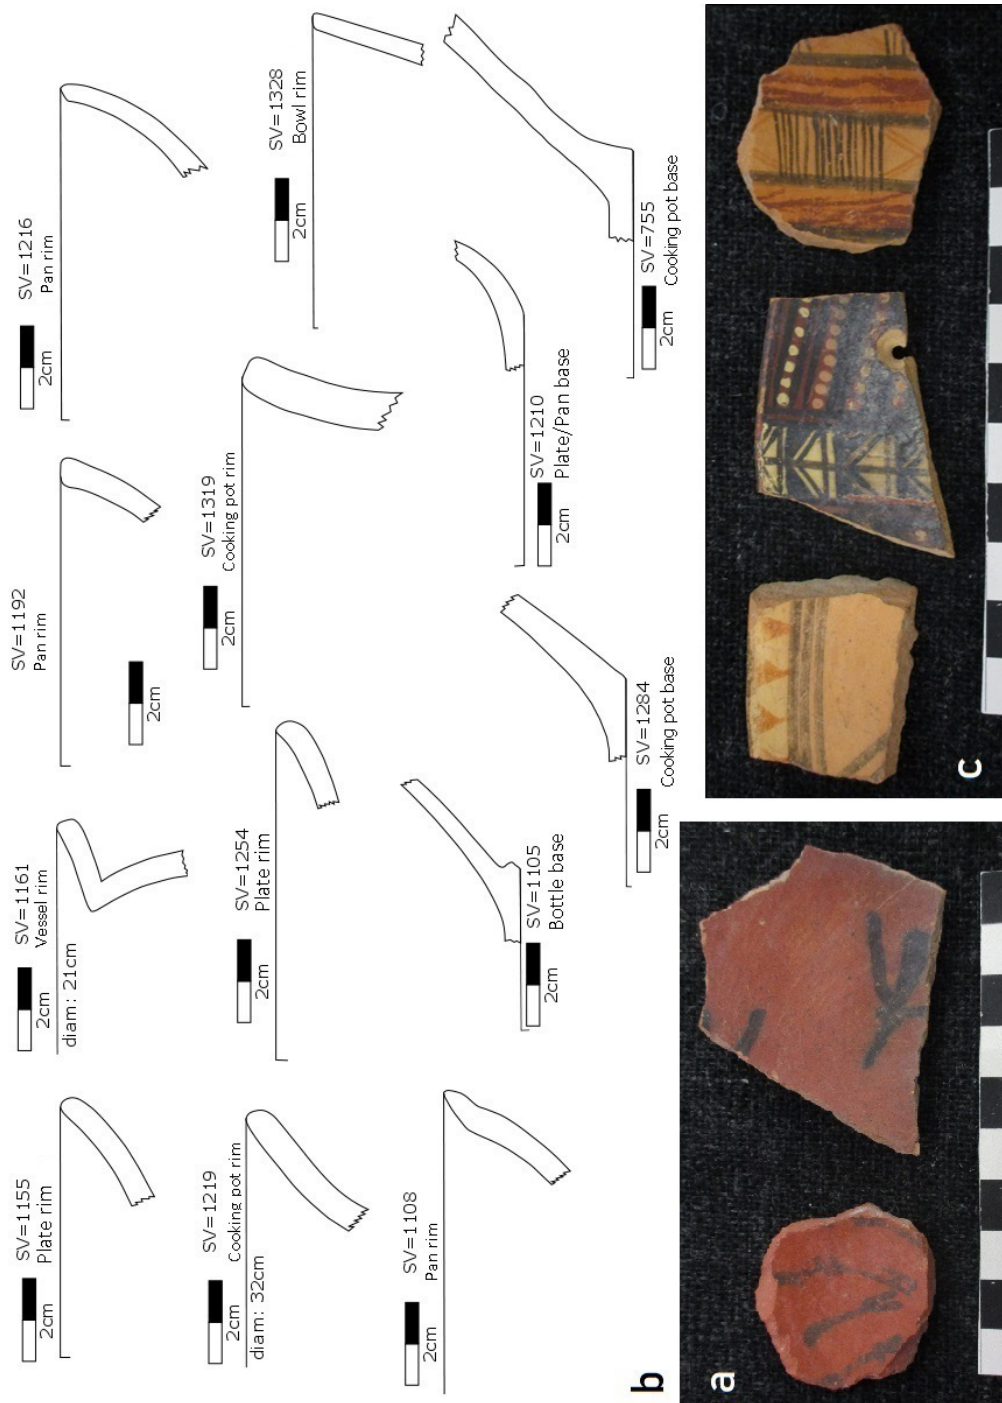 SV=1155
Plate rim
2cm
SV=1161
Vessel rim
2cm
diam: 21cm
SV=1192
Pan rim
2cm
SV=1216
Pan rim
2cm
SV=1219
Cooking pot rim
2cm
diam: 32cm
SV=1254
Plate rim
2cm
SV=1319
Cooking pot rim
2cm
SV=1328
Bowl rim
2cm
SV=1108
Pan rim
2cm
SV=1105
Bottle base
2cm
SV=1284
Cooking pot base
2cm
SV=1210
Plate/Pan base
2cm
SV=755
Cooking pot base
2cm
b
a
c